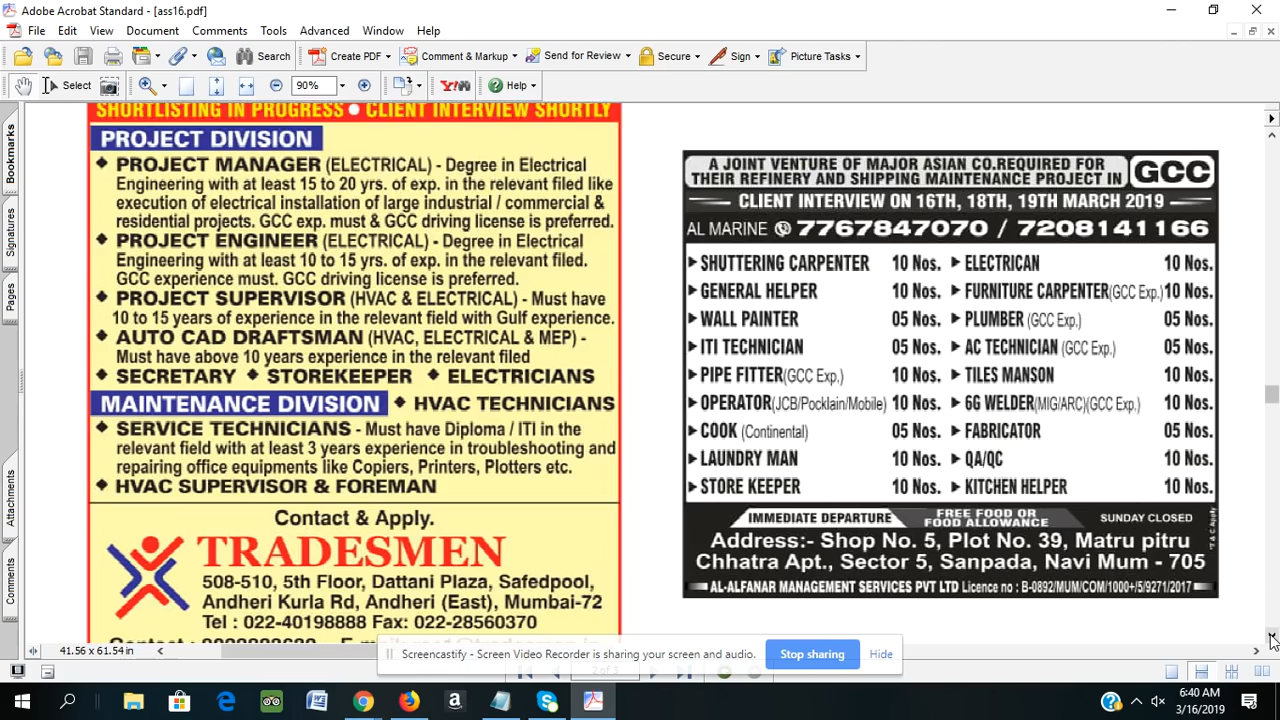 Adobe Acrobat Standard - [ass16.pdf]
File Edit View Document Comments Tools Advanced Window Help
Search Create PDF Comment & Markup Send for Review Secure Sign Picture Tasks
Select 90% Y! Help
Bookmarks
Signatures
Pages
Attachments
Comments
SHORTLISTING IN PROGRESS ● CLIENT INTERVIEW SHORTLY
PROJECT DIVISION
❖ PROJECT MANAGER (ELECTRICAL) - Degree in Electrical
Engineering with at least 15 to 20 yrs. of exp. in the relevant filed like
execution of electrical installation of large industrial / commercial &
residential projects. GCC exp. must & GCC driving license is preferred.
❖ PROJECT ENGINEER (ELECTRICAL) - Degree in Electrical
Engineering with at least 10 to 15 yrs. of exp. in the relevant filed.
GCC experience must. GCC driving license is preferred.
❖ PROJECT SUPERVISOR (HVAC & ELECTRICAL) - Must have
10 to 15 years of experience in the relevant field with Gulf experience.
❖ AUTO CAD DRAFTSMAN (HVAC, ELECTRICAL & MEP) -
Must have above 10 years experience in the relevant filed
❖ SECRETARY ❖ STOREKEEPER ❖ ELECTRICIANS
MAINTENANCE DIVISION ❖ HVAC TECHNICIANS
❖ SERVICE TECHNICIANS - Must have Diploma / ITI in the
relevant field with at least 3 years experience in troubleshooting and
repairing office equipments like Copiers, Printers, Plotters etc.
❖ HVAC SUPERVISOR & FOREMAN
Contact & Apply.
TRADESMEN
508-510, 5th Floor, Dattani Plaza, Safedpool,
Andheri Kurla Rd, Andheri (East), Mumbai-72
Tel : 022-40198888 Fax: 022-28560370
A JOINT VENTURE OF MAJOR ASIAN CO.REQUIRED FOR
THEIR REFINERY AND SHIPPING MAINTENANCE PROJECT IN GCC
CLIENT INTERVIEW ON 16TH, 18TH, 19TH MARCH 2019
AL MARINE 7767847070 / 7208141166
SHUTTERING CARPENTER 10 Nos. ELECTRICAN 10 Nos.
GENERAL HELPER 10 Nos. FURNITURE CARPENTER(GCC Exp.) 10 Nos.
WALL PAINTER 05 Nos. PLUMBER (GCC Exp.) 05 Nos.
ITI TECHNICIAN 05 Nos. AC TECHNICIAN (GCC Exp.) 05 Nos.
PIPE FITTER(GCC Exp.) 10 Nos. TILES MANSON 10 Nos.
OPERATOR(JCB/Pocklain/Mobile) 10 Nos. 6G WELDER(MIG/ARC)(GCC Exp.) 10 Nos.
COOK (Continental) 05 Nos. FABRICATOR 05 Nos.
LAUNDRY MAN 10 Nos. QA/QC 10 Nos.
STORE KEEPER 10 Nos. KITCHEN HELPER 10 Nos.
IMMEDIATE DEPARTURE FREE FOOD OR FOOD ALLOWANCE SUNDAY CLOSED
*T & C Apply
Address:- Shop No. 5, Plot No. 39, Matru pitru
Chhatra Apt., Sector 5, Sanpada, Navi Mum - 705
AL-ALFANAR MANAGEMENT SERVICES PVT LTD Licence no : B-0892/MUM/COM/1000+/5/9271/2017
41.56 x 61.54 in
Screencastify - Screen Video Recorder is sharing your screen and audio. Stop sharing Hide
2 of 3
6:40 AM
3/16/2019